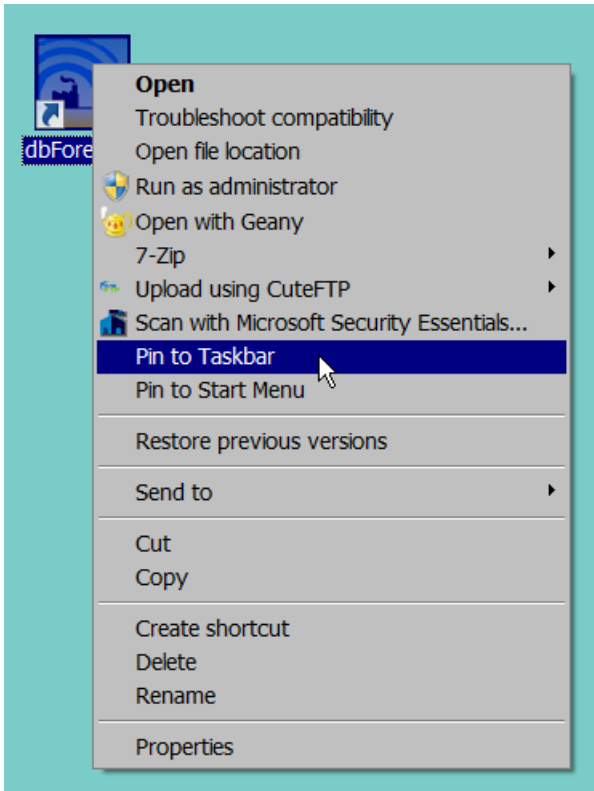 dbFore
Open
Troubleshoot compatibility
Open file location
Run as administrator
Open with Geany
7-Zip
Upload using CuteFTP
Scan with Microsoft Security Essentials...
Pin to Taskbar
Pin to Start Menu
Restore previous versions
Send to
Cut
Copy
Create shortcut
Delete
Rename
Properties